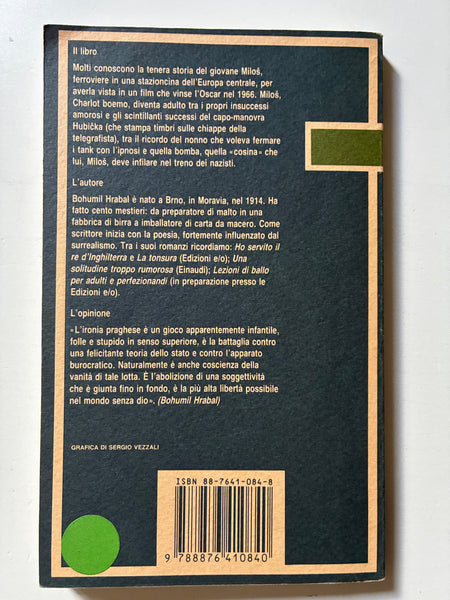 Il libro
Molti conoscono la tenera storia del giovane Miloš,
ferroviere in una stazioncina dell'Europa centrale, per
averla vista in un film che vinse l'Oscar nel 1966. Miloš,
Charlot boemo, diventa adulto tra i propri insuccessi
amorosi e gli scintillanti successi del capo-manovra
Hubička (che stampa timbri sulle chiappe della
telegrafista), tra il ricordo del nonno che voleva fermare
i tank con l'ipnosi e quella bomba, quella «cosina» che
lui, Miloš, deve infilare nel treno dei nazisti.
L'autore
Bohumil Hrabal è nato a Brno, in Moravia, nel 1914. Ha
fatto cento mestieri: da preparatore di malto in una
fabbrica di birra a imballatore di carta da macero. Come
scrittore inizia con la poesia, fortemente influenzato dal
surrealismo. Tra i suoi romanzi ricordiamo: Ho servito il
re d'Inghilterra e La tonsura (Edizioni e/o); Una
solitudine troppo rumorosa (Einaudi); Lezioni di ballo
per adulti e perfezionandi (in preparazione presso le
Edizioni e/o).
L'opinione
«L'ironia praghese è un gioco apparentemente infantile,
folle e stupido in senso superiore, è la battaglia contro
una felicitante teoria dello stato e contro l'apparato
burocratico. Naturalmente è anche coscienza della
vanità di tale lotta. È l'abolizione di una soggettività
che è giunta fino in fondo, è la più alta libertà possibile
nel mondo senza dio». (Bohumil Hrabal)
GRAFICA DI SERGIO VEZZALI
ISBN 88-7641-084-8
9 788876 410840